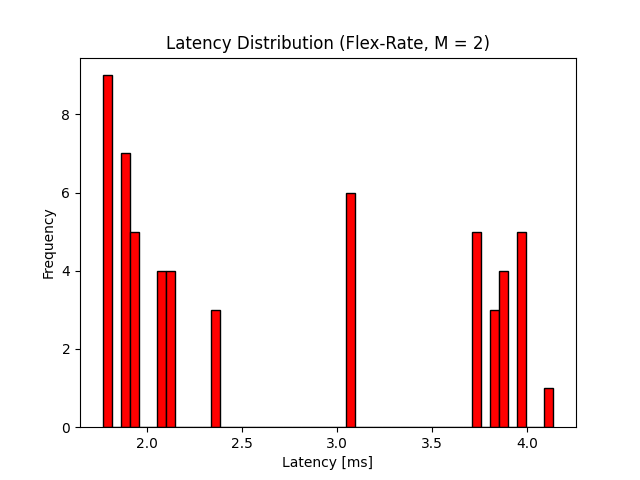 Latency Distribution (Flex-Rate, M = 2)
8
6
4
2
0
Frequency
2.0 2.5 3.0 3.5 4.0
Latency [ms]